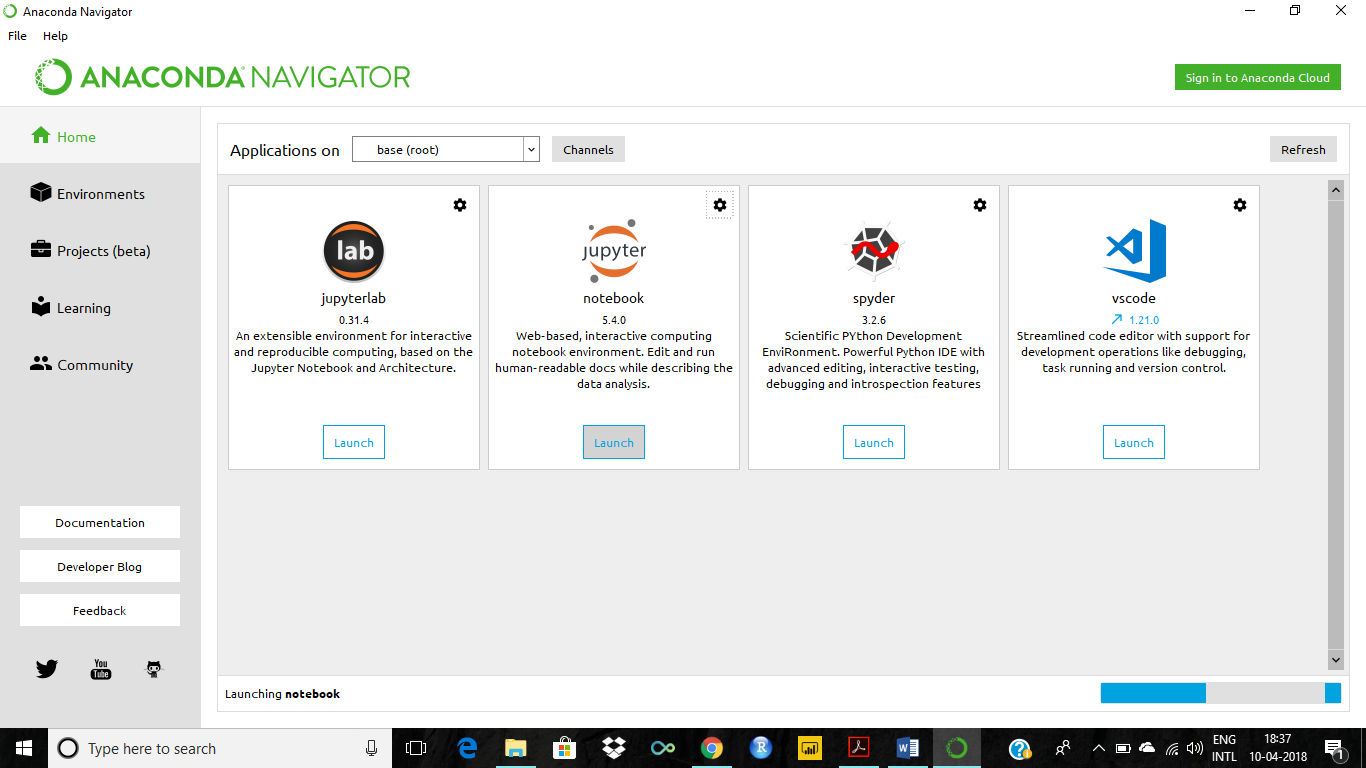 Anaconda Navigator
File Help
ANACONDA NAVIGATOR
Sign in to Anaconda Cloud
Home
Environments
Projects (beta)
Learning
Community
Documentation
Developer Blog
Feedback
You
Tube
Applications on base (root) Channels Refresh
lab
jupyterlab
0.31.4
An extensible environment for interactive
and reproducible computing, based on the
Jupyter Notebook and Architecture.
Launch
jupyter
notebook
5.4.0
Web-based, interactive computing
notebook environment. Edit and run
human-readable docs while describing the
data analysis.
Launch
spyder
3.2.6
Scientific PYthon Development
EnviRonment. Powerful Python IDE with
advanced editing, interactive testing,
debugging and introspection features
Launch
vscode
1.21.0
Streamlined code editor with support for
development operations like debugging,
task running and version control.
Launch
Launching notebook
Type here to search
R
W
?
ENG
INTL
18:37
10-04-2018
1